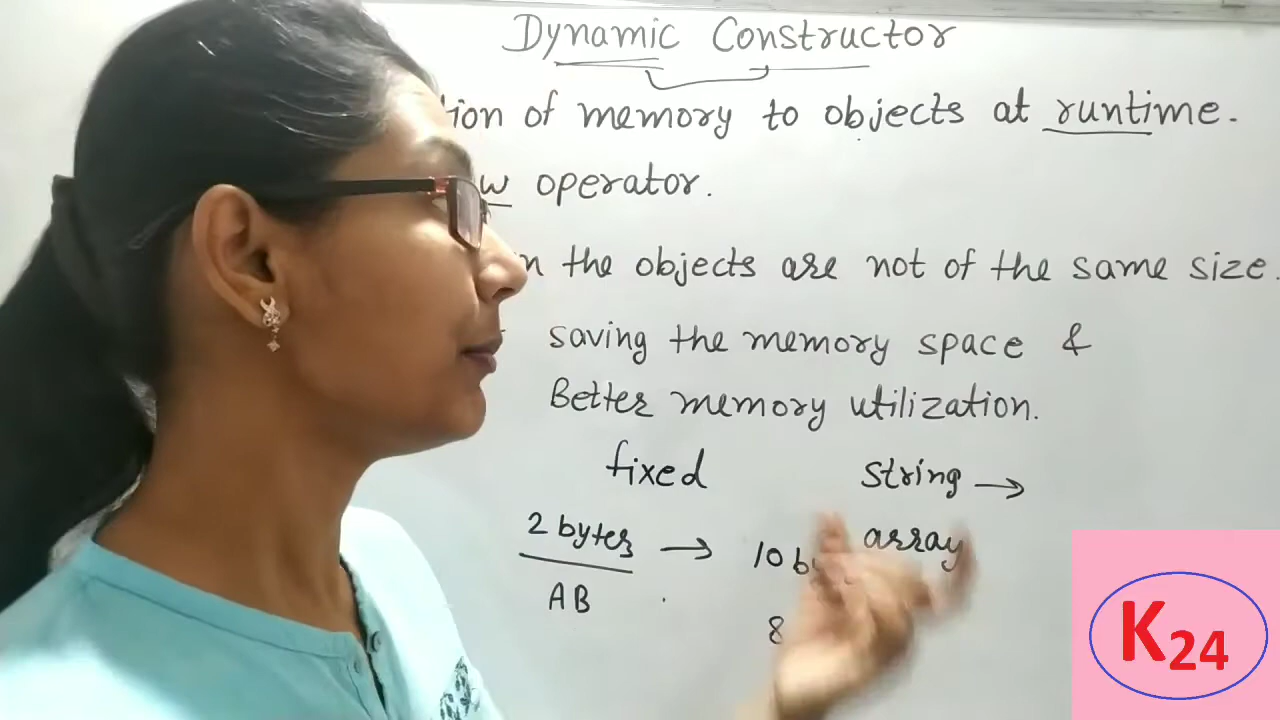 Dynamic Constructor
of memory to objects at runtime.
operator.
the objects are not of the same size.
saving the memory space &
Better memory utilization.
fixed string →
2 bytes → 10 array
AB 8
K24